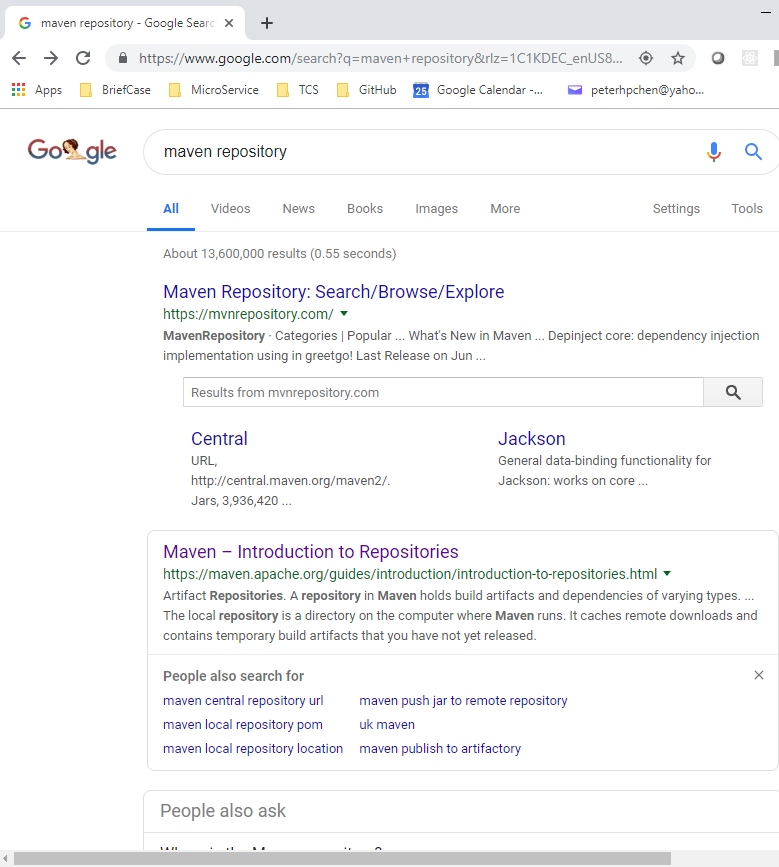 maven repository - Google Searc
https://www.google.com/search?q=maven+repository&rlz=1C1KDEC_enUS8...
Apps BriefCase MicroService TCS GitHub 25 Google Calendar -... peterhpchen@yaho...
Google maven repository
All Videos News Books Images More Settings Tools
About 13,600,000 results (0.55 seconds)
Maven Repository: Search/Browse/Explore
https://mvnrepository.com/
MavenRepository · Categories | Popular ... What's New in Maven ... Depinject core: dependency injection
implementation using in greetgo! Last Release on Jun ...
Results from mvnrepository.com
Central
URL,
http://central.maven.org/maven2/.
Jars, 3,936,420 ...
Jackson
General data-binding functionality for
Jackson: works on core ...
Maven – Introduction to Repositories
https://maven.apache.org/guides/introduction/introduction-to-repositories.html
Artifact Repositories. A repository in Maven holds build artifacts and dependencies of varying types. ...
The local repository is a directory on the computer where Maven runs. It caches remote downloads and
contains temporary build artifacts that you have not yet released.
People also search for
maven central repository url maven push jar to remote repository
maven local repository pom uk maven
maven local repository location maven publish to artifactory
People also ask